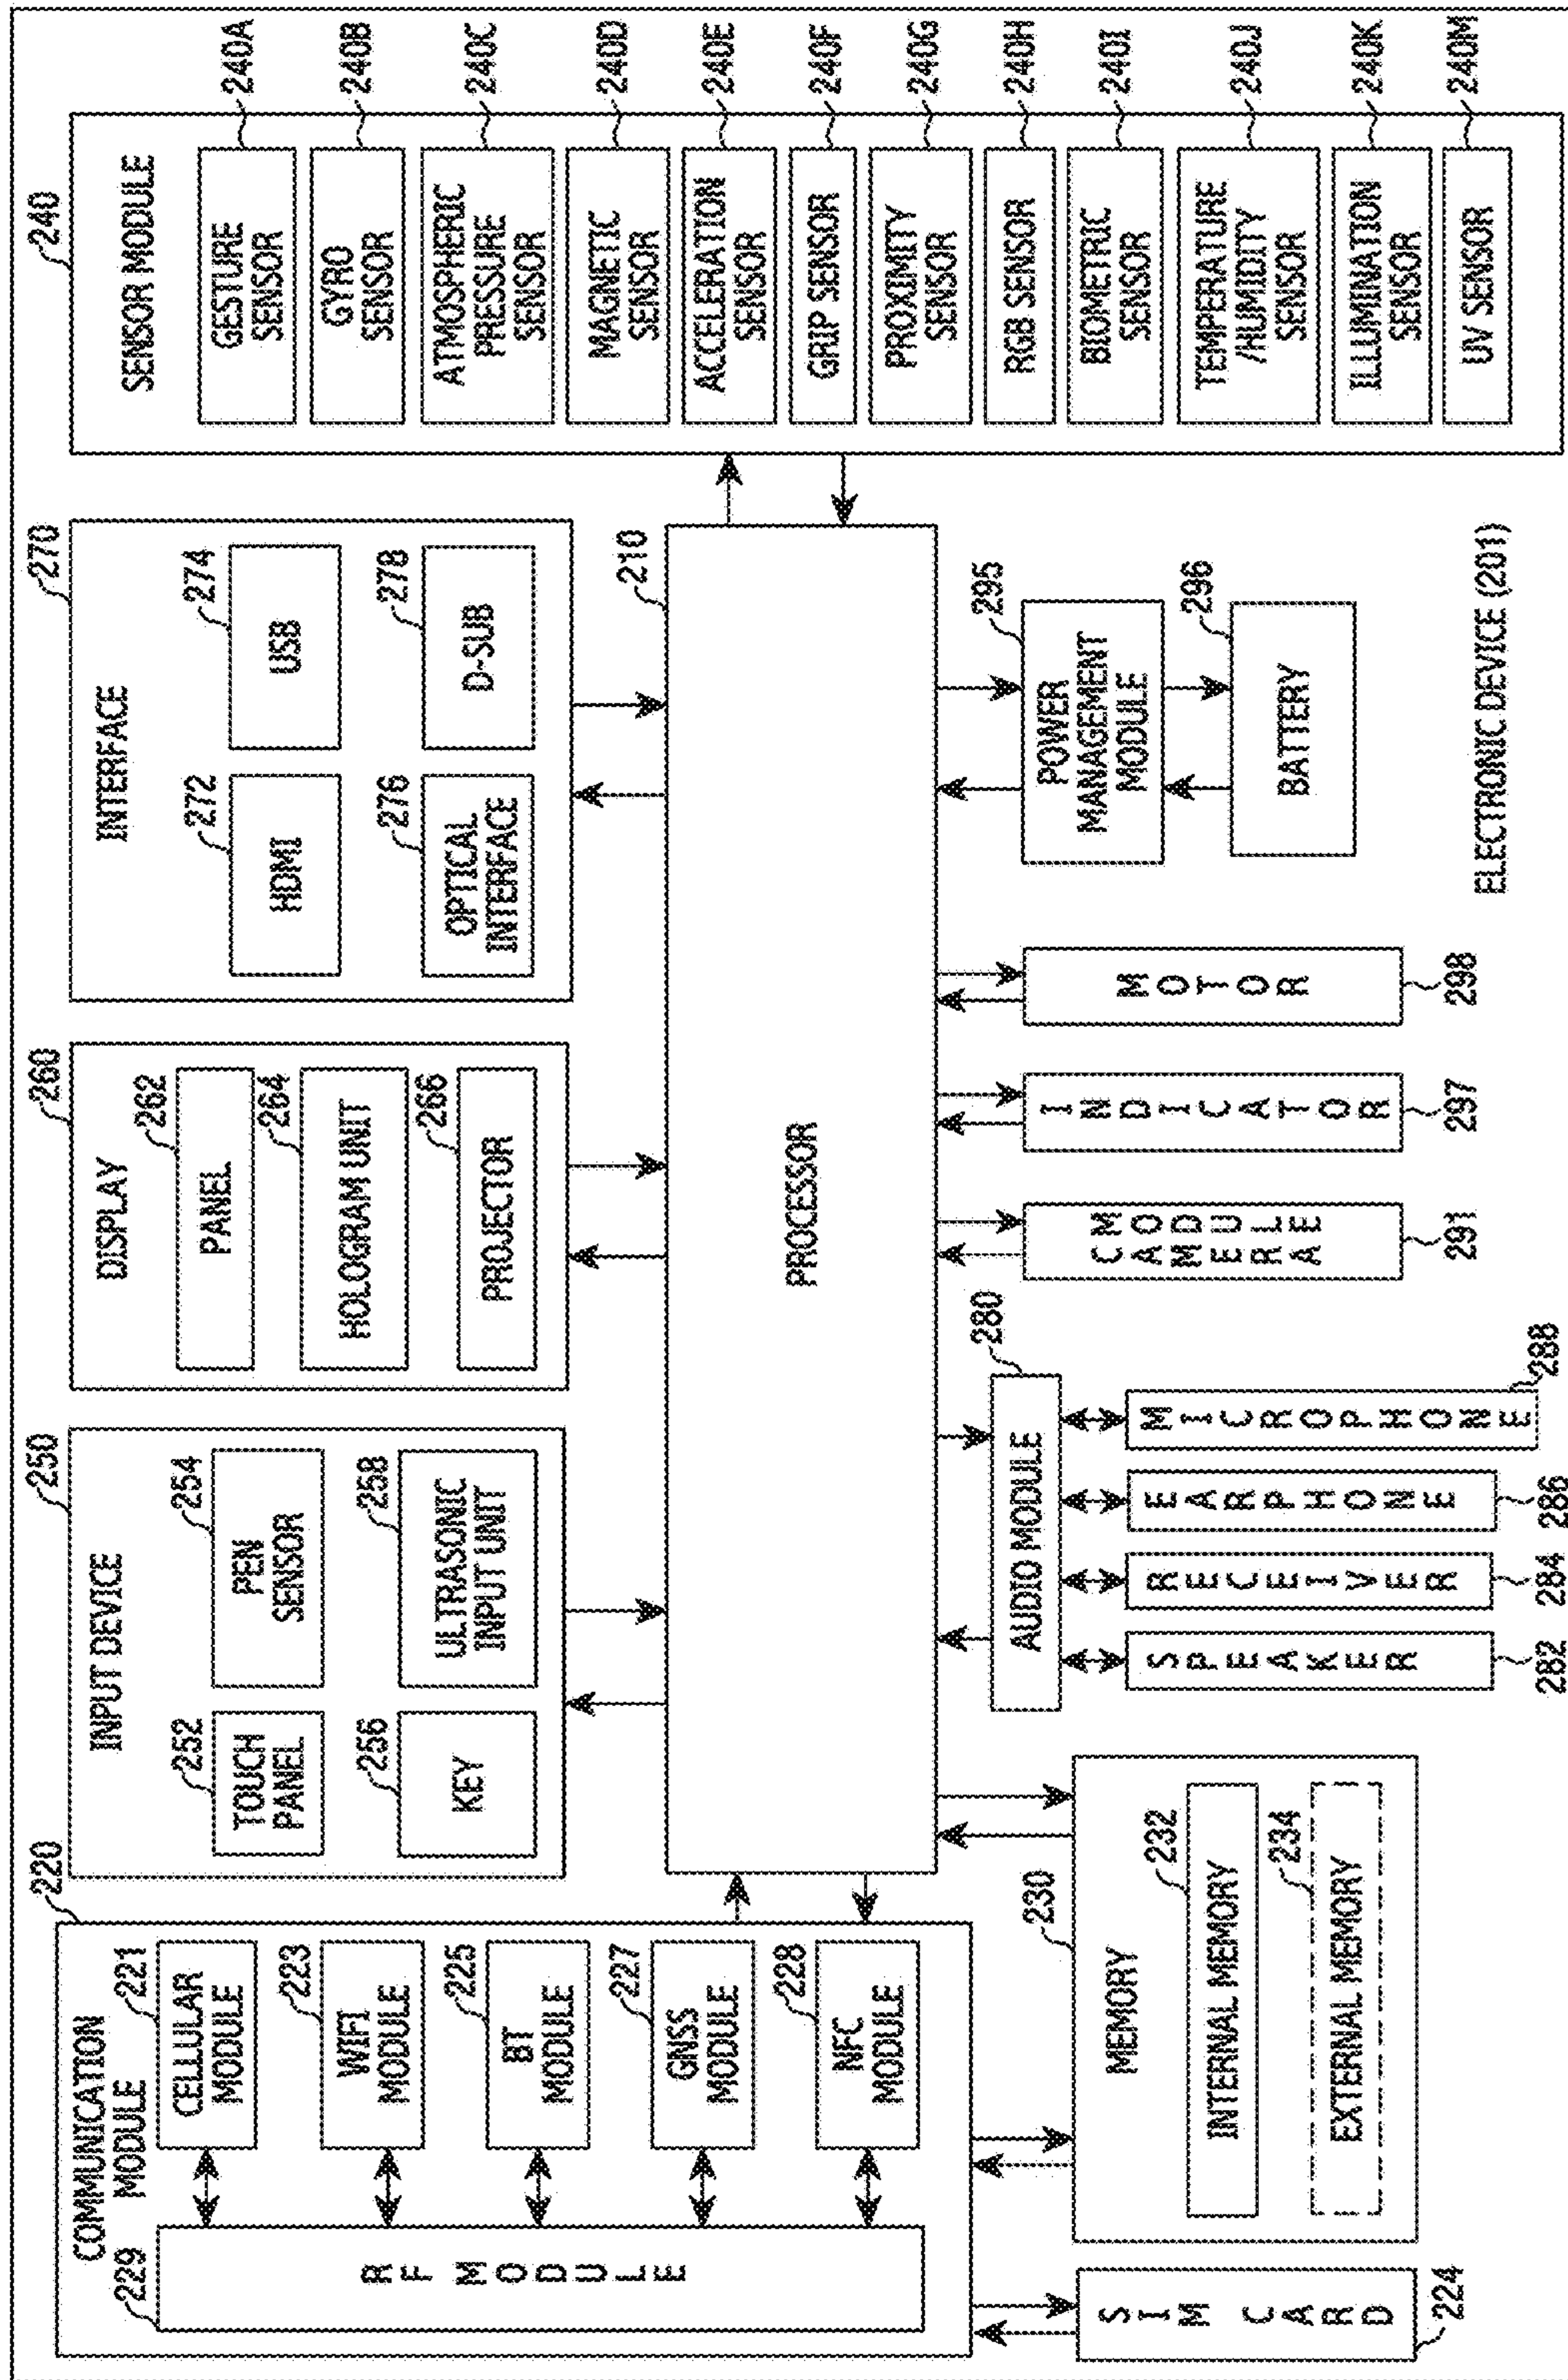 COMMUNICATION
MODULE
220
229
RF MODULE
221
CELLULAR
MODULE
223
WIFI
MODULE
225
BT
MODULE
227
GNSS
MODULE
228
NFC
MODULE
SIM CARD
224
250
INPUT DEVICE
252
TOUCH
PANEL
254
PEN
SENSOR
256
KEY
258
ULTRASONIC
INPUT UNIT
260
DISPLAY
262
PANEL
264
HOLOGRAM UNIT
266
PROJECTOR
270
INTERFACE
272
HDMI
274
USB
276
OPTICAL
INTERFACE
278
D-SUB
240
SENSOR MODULE
GESTURE
SENSOR
240A
GYRO
SENSOR
240B
ATMOSPHERIC
PRESSURE
SENSOR
240C
MAGNETIC
SENSOR
240D
ACCELERATION
SENSOR
240E
GRIP SENSOR
240F
PROXIMITY
SENSOR
240G
RGB SENSOR
240H
BIOMETRIC
SENSOR
240I
TEMPERATURE
/HUMIDITY
SENSOR
240J
ILLUMINATION
SENSOR
240K
UV SENSOR
240M
210
PROCESSOR
230
MEMORY
232
INTERNAL MEMORY
234
EXTERNAL MEMORY
280
AUDIO MODULE
SPEAKER
282
RECEIVER
284
EARPHONE
286
MICROPHONE
288
CAMERA
MODULE
291
INDICATOR
297
MOTOR
298
295
POWER
MANAGEMENT
MODULE
296
BATTERY
ELECTRONIC DEVICE (201)